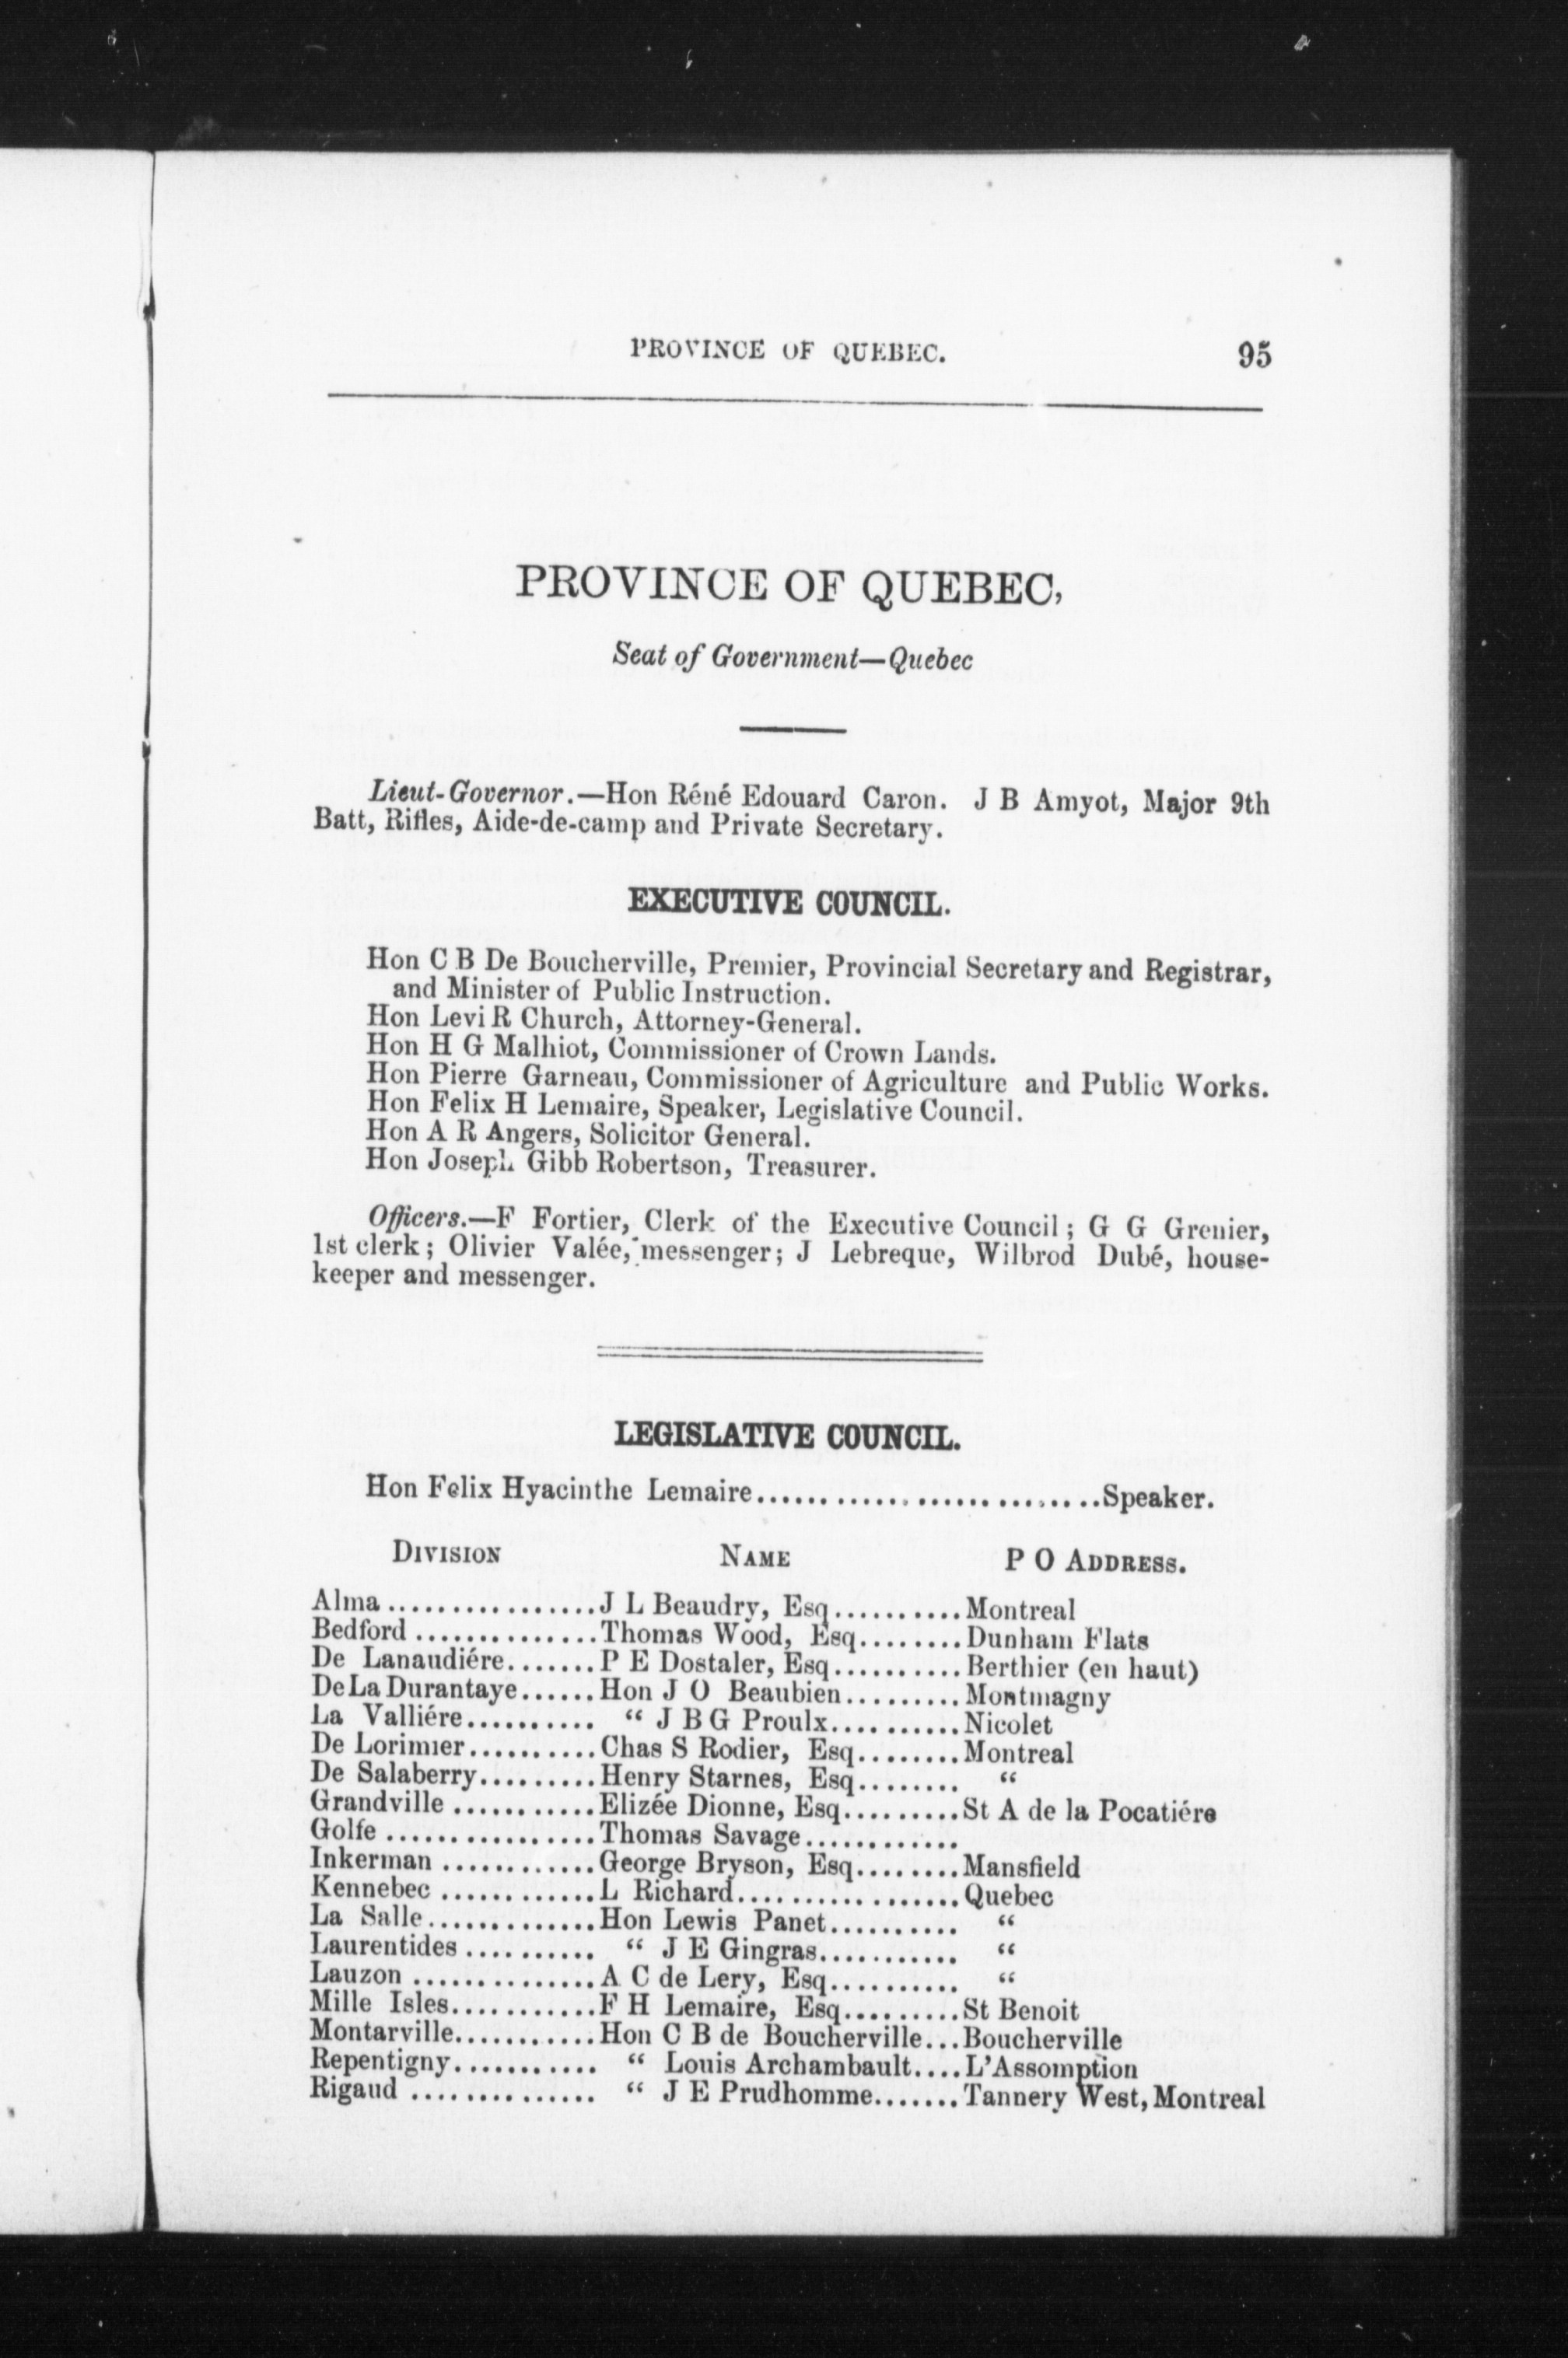 PROVINCE OF QUEBEC. 95
PROVINCE OF QUEBEC,
Seat of Government—Quebec
Lieut-Governor.—Hon Réné Edouard Caron. J B Amyot, Major 9th
Batt, Rifles, Aide-de-camp and Private Secretary.
EXECUTIVE COUNCIL.
Hon C B De Boucherville, Premier, Provincial Secretary and Registrar,
and Minister of Public Instruction.
Hon Levi R Church, Attorney-General.
Hon H G Malhiot, Commissioner of Crown Lands.
Hon Pierre Garneau, Commissioner of Agriculture and Public Works.
Hon Felix H Lemaire, Speaker, Legislative Council.
Hon A R Angers, Solicitor General.
Hon Joseph Gibb Robertson, Treasurer.
Officers.—F Fortier, Clerk of the Executive Council; G G Grenier,
1st clerk; Olivier Valée, messenger; J Lebreque, Wilbrod Dubé, house-
keeper and messenger.
LEGISLATIVE COUNCIL.
Hon Felix Hyacinthe Lemaire.................................Speaker.
DIVISION NAME P O ADDRESS.
Alma.................J L Beaudry, Esq..........Montreal
Bedford..............Thomas Wood, Esq........Dunham Flats
De Lanaudiére.......P E Dostaler, Esq..........Berthier (en haut)
De La Durantaye......Hon J O Beaubien.........Montmagny
La Valliére.......... “ J B G Proulx..........Nicolet
De Lorimier..........Chas S Rodier, Esq........Montreal
De Salaberry.........Henry Starnes, Esq........ “
Grandville...........Elizée Dionne, Esq.........St A de la Pocatiére
Golfe.................Thomas Savage............
Inkerman............George Bryson, Esq........Mansfield
Kennebec............L Richard..................Quebec
La Salle.............Hon Lewis Panet.......... “
Laurentides.......... “ J E Gingras........... “
Lauzon...............A C de Lery, Esq.......... “
Mille Isles...........F H Lemaire, Esq.........St Benoit
Montarville...........Hon C B de Boucherville...Boucherville
Repentigny........... “ Louis Archambault....L'Assomption
Rigaud............... “ J E Prudhomme.......Tannery West, Montreal